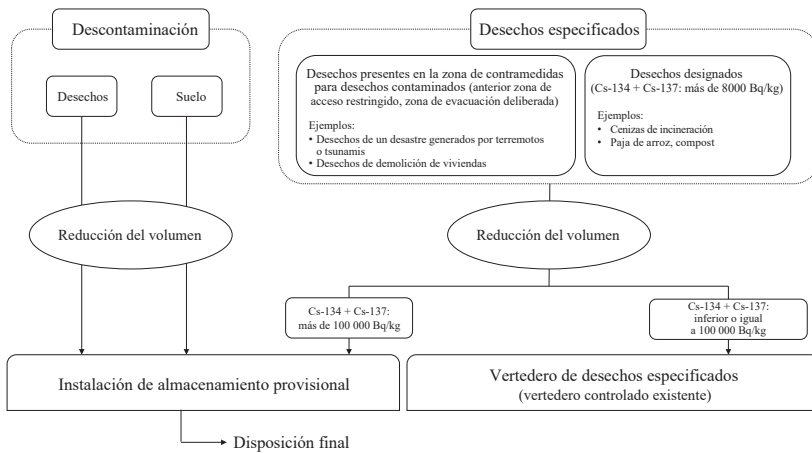 Descontaminación
Desechos
Suelo
Reducción del volumen
Desechos especificados
Desechos presentes en la zona de contramedidas
para desechos contaminados (anterior zona de
acceso restringido, zona de evacuación deliberada)
Ejemplos:
• Desechos de un desastre generados por terremotos
o tsunamis
• Desechos de demolición de viviendas
Desechos designados
(Cs-134 + Cs-137: más de 8000 Bq/kg)
Ejemplos:
• Cenizas de incineración
• Paja de arroz, compost
Reducción del volumen
Cs-134 + Cs-137:
más de 100 000 Bq/kg
Cs-134 + Cs-137:
inferior o igual
a 100 000 Bq/kg
Instalación de almacenamiento provisional
Vertedero de desechos especificados
(vertedero controlado existente)
Disposición final